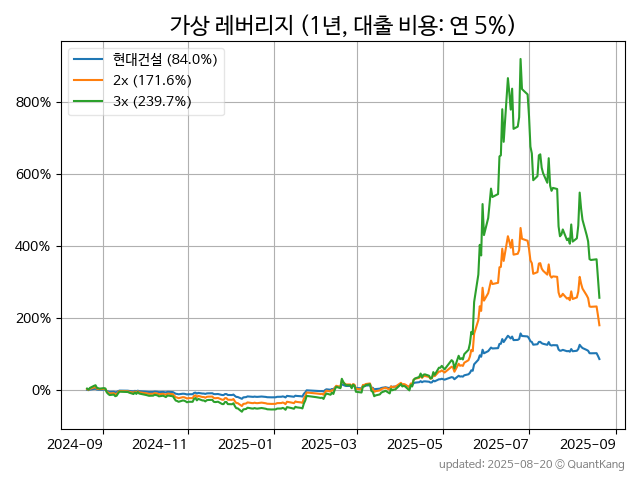 가상 레버리지 (1년, 대출 비용: 연 5%)
현대건설 (84.0%)
2x (171.6%)
3x (239.7%)
800%
600%
400%
200%
0%
2024-09 2024-11 2025-01 2025-03 2025-05 2025-07 2025-09
updated: 2025-08-20 © QuantKang